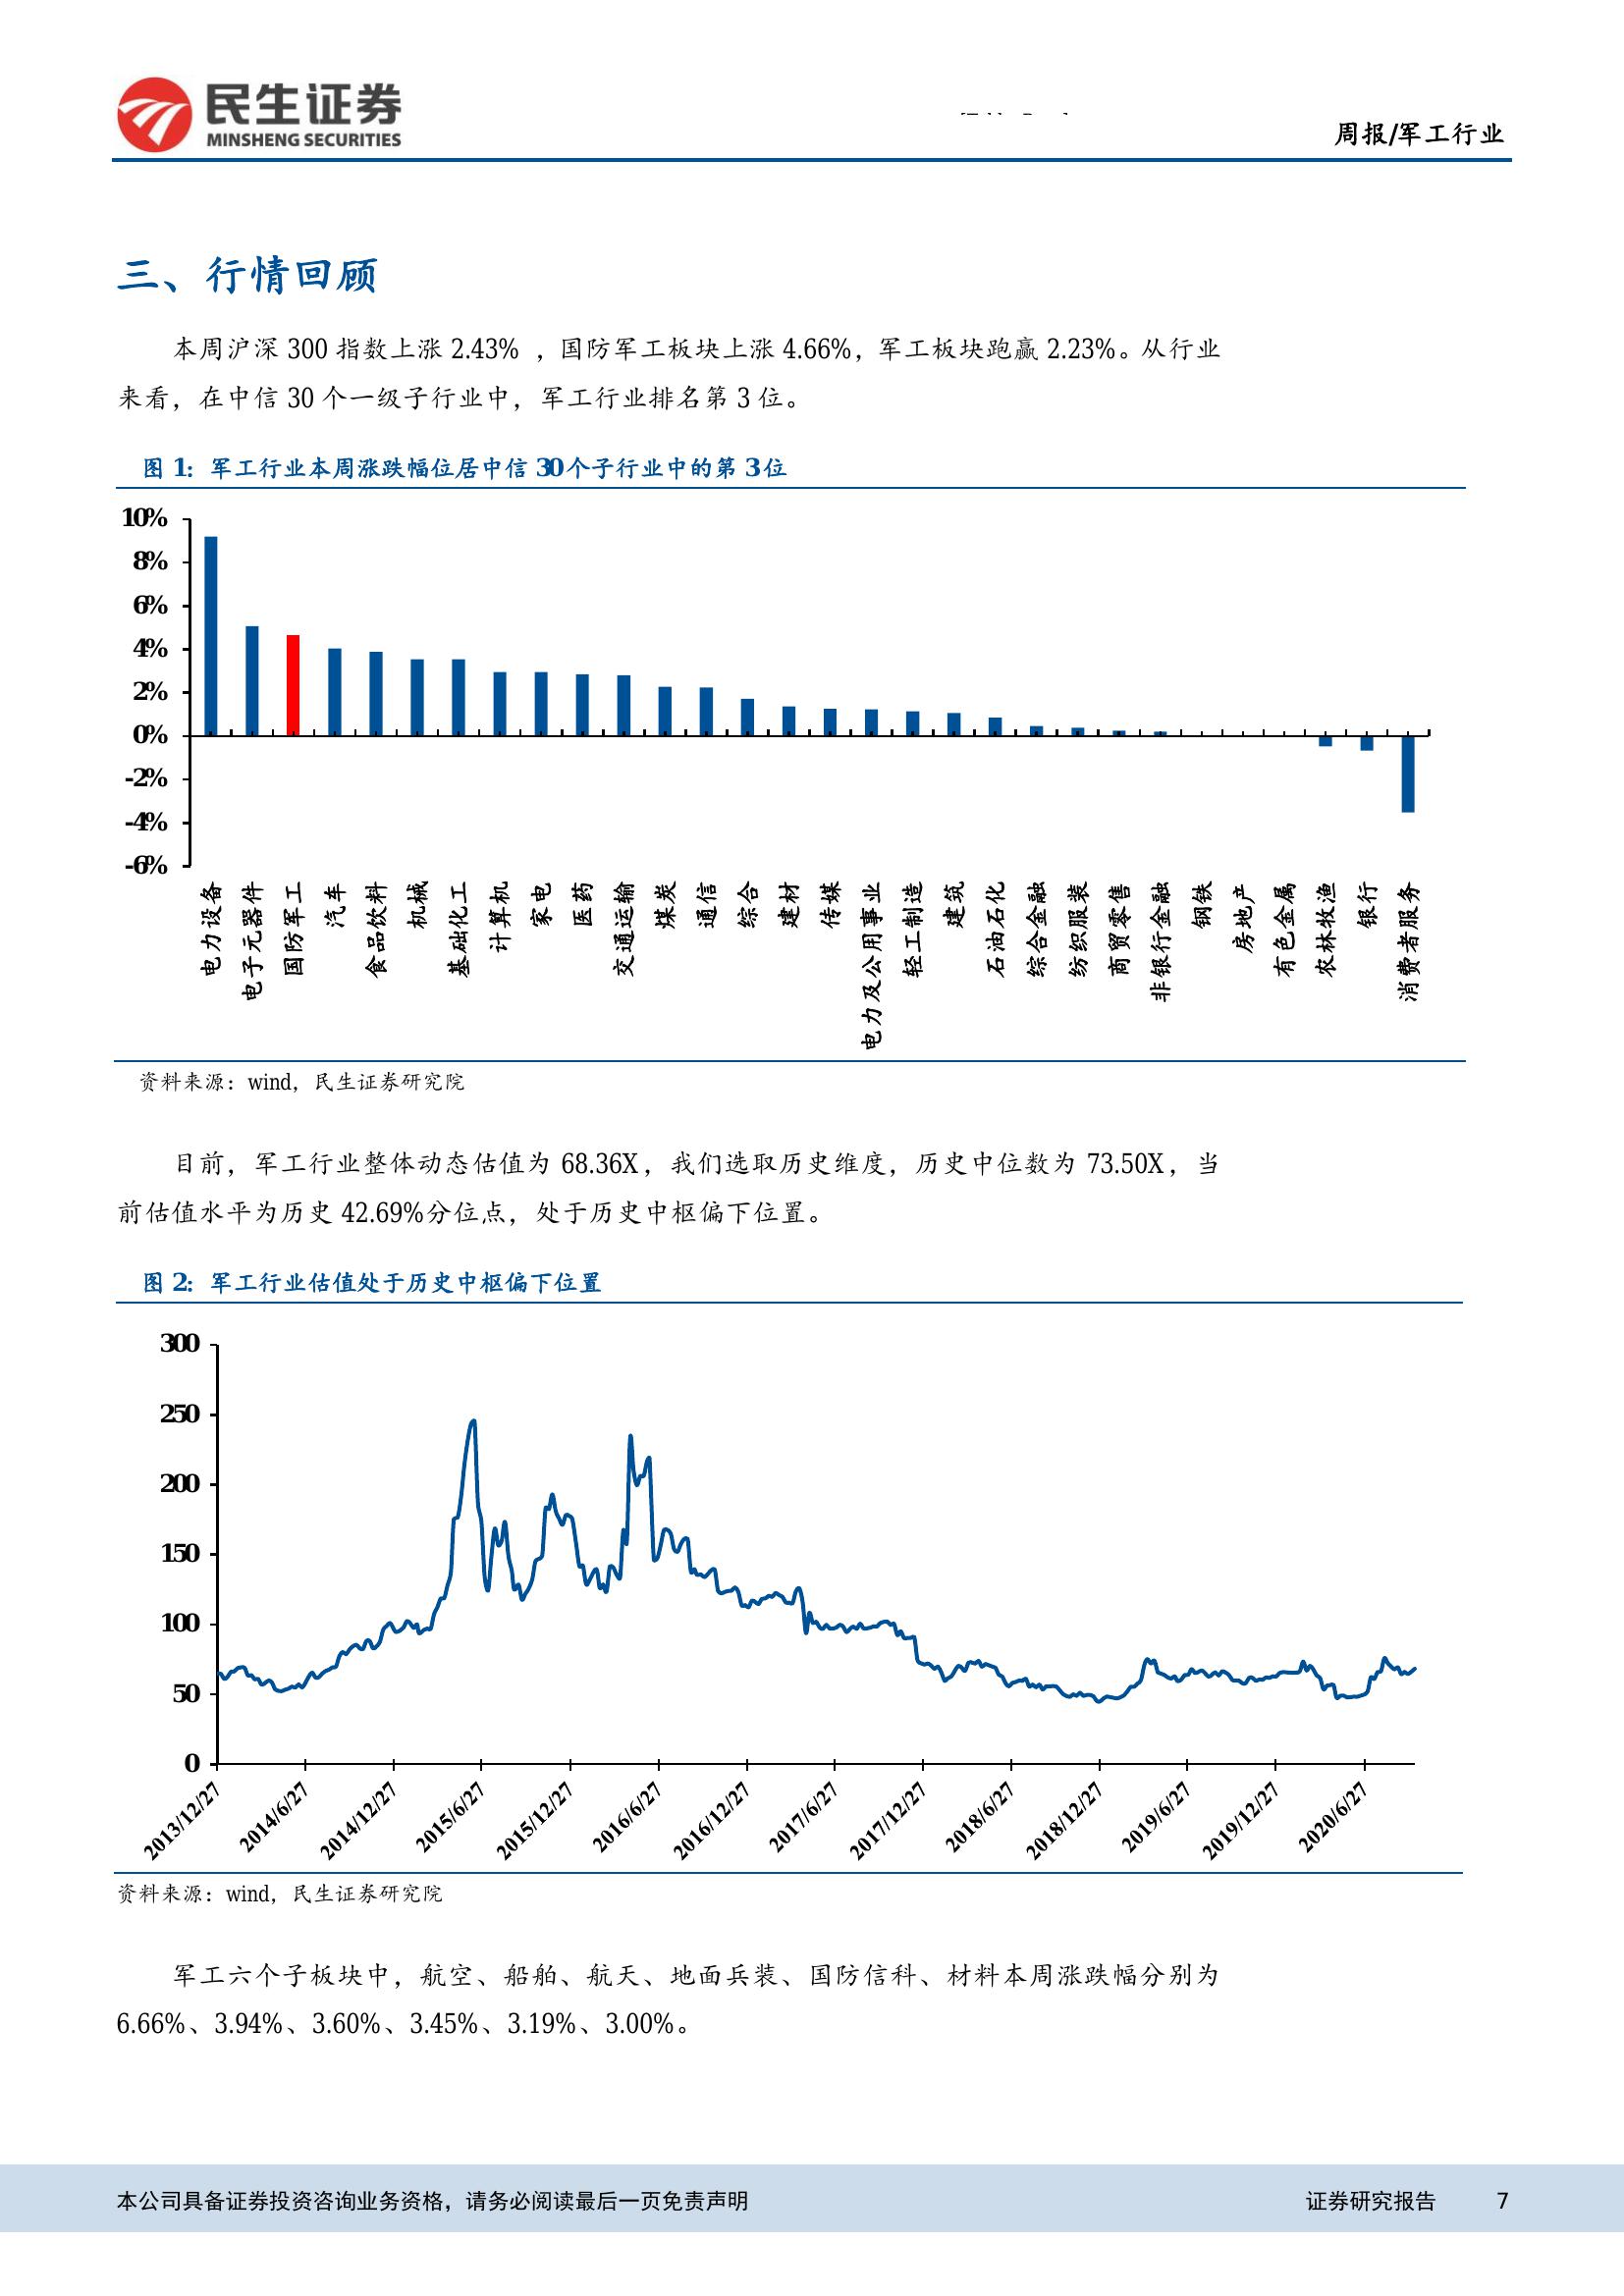 民生证券
MINSHENG SECURITIES
周报/军工行业
三、行情回顾
本周沪深 300 指数上涨 2.43% ，国防军工板块上涨 4.66%，军工板块跑赢 2.23%。从行业
来看，在中信 30 个一级子行业中，军工行业排名第 3 位。
图 1: 军工行业本周涨跌幅位居中信 30 个子行业中的第 3 位
10%
8%
6%
4%
2%
0%
-2%
-4%
-6%
电力设备
电子元器件
国防军工
汽车
食品饮料
机械
基础化工
计算机
家电
医药
交通运输
煤炭
通信
综合
建材
传媒
电力及公用事业
轻工制造
建筑
石油石化
综合金融
纺织服装
商贸零售
非银行金融
钢铁
房地产
有色金属
农林牧渔
银行
消费者服务
资料来源：wind，民生证券研究院
目前，军工行业整体动态估值为 68.36X，我们选取历史维度，历史中位数为 73.50X，当
前估值水平为历史 42.69%分位点，处于历史中枢偏下位置。
图 2: 军工行业估值处于历史中枢偏下位置
300
250
200
150
100
50
0
2013/12/27
2014/6/27
2014/12/27
2015/6/27
2015/12/27
2016/6/27
2016/12/27
2017/6/27
2017/12/27
2018/6/27
2018/12/27
2019/6/27
2019/12/27
2020/6/27
资料来源：wind，民生证券研究院
军工六个子板块中，航空、船舶、航天、地面兵装、国防信科、材料本周涨跌幅分别为
6.66%、3.94%、3.60%、3.45%、3.19%、3.00%。
本公司具备证券投资咨询业务资格，请务必阅读最后一页免责声明
证券研究报告
7